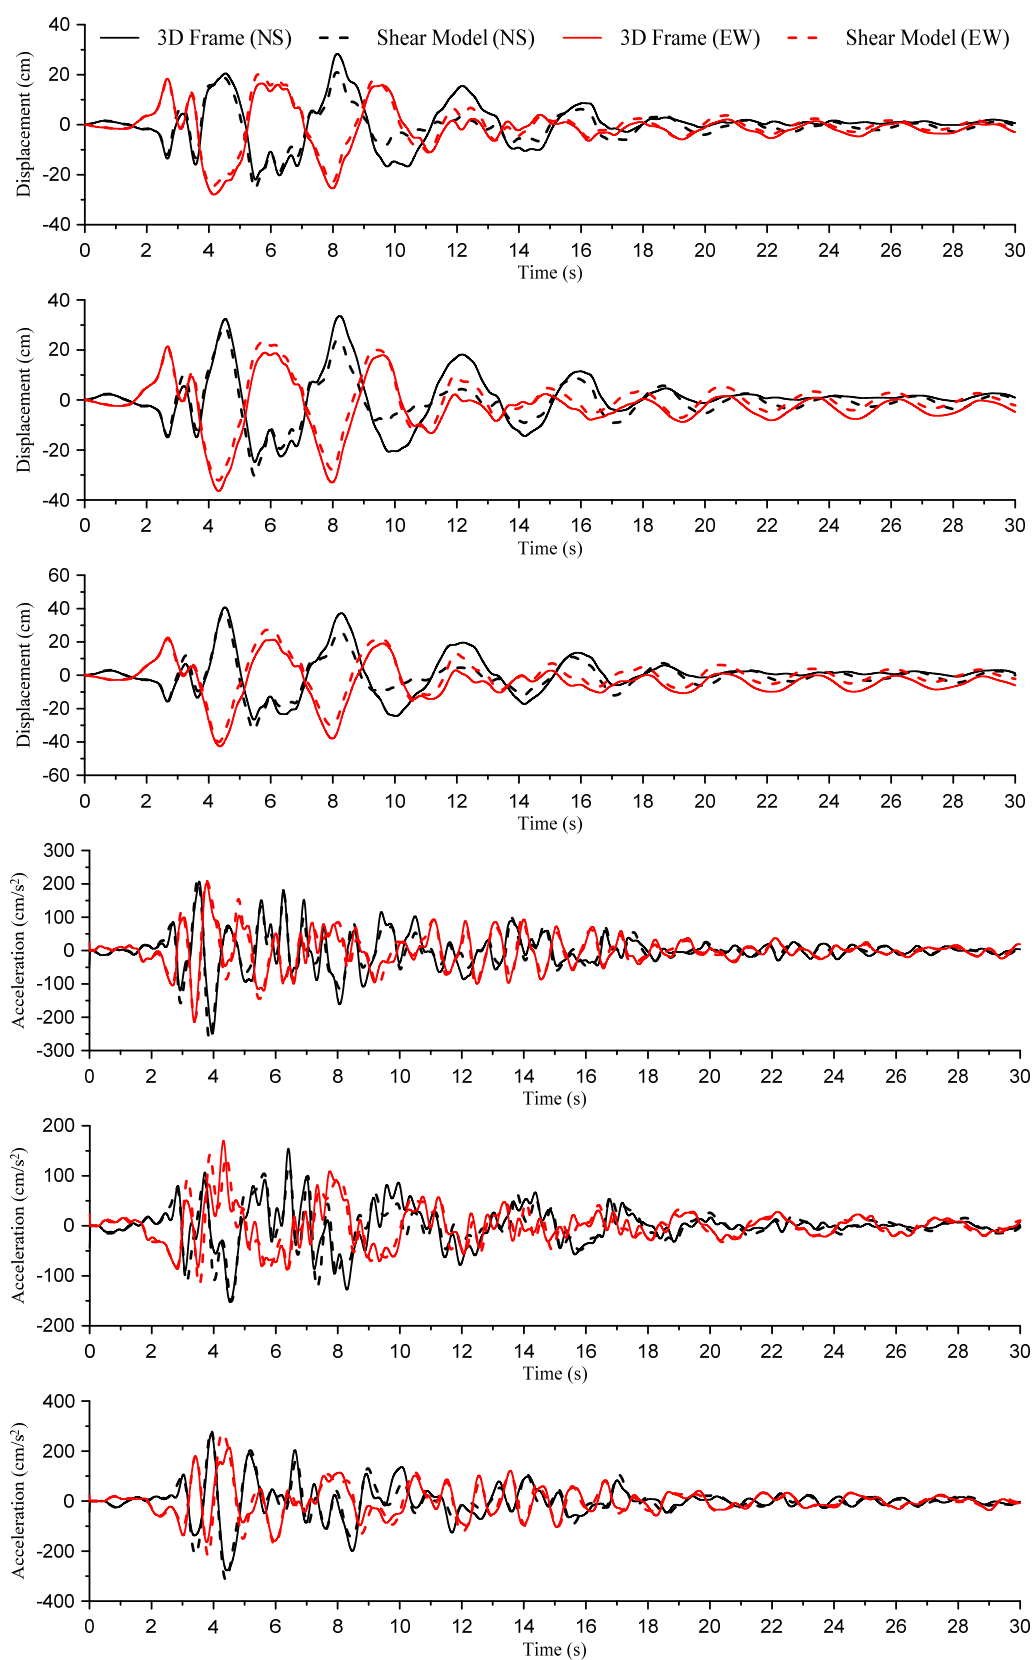 3D Frame (NS) Shear Model (NS) 3D Frame (EW) Shear Model (EW)
Displacement (cm)
40
20
0
-20
-40
0 2 4 6 8 10 12 14 16 18 20 22 24 26 28 30
Time (s)
Displacement (cm)
40
20
0
-20
-40
0 2 4 6 8 10 12 14 16 18 20 22 24 26 28 30
Time (s)
Displacement (cm)
60
40
20
0
-20
-40
-60
0 2 4 6 8 10 12 14 16 18 20 22 24 26 28 30
Time (s)
Acceleration (cm/s²)
300
200
100
0
-100
-200
-300
0 2 4 6 8 10 12 14 16 18 20 22 24 26 28 30
Time (s)
Acceleration (cm/s²)
200
100
0
-100
-200
0 2 4 6 8 10 12 14 16 18 20 22 24 26 28 30
Time (s)
Acceleration (cm/s²)
400
200
0
-200
-400
0 2 4 6 8 10 12 14 16 18 20 22 24 26 28 30
Time (s)